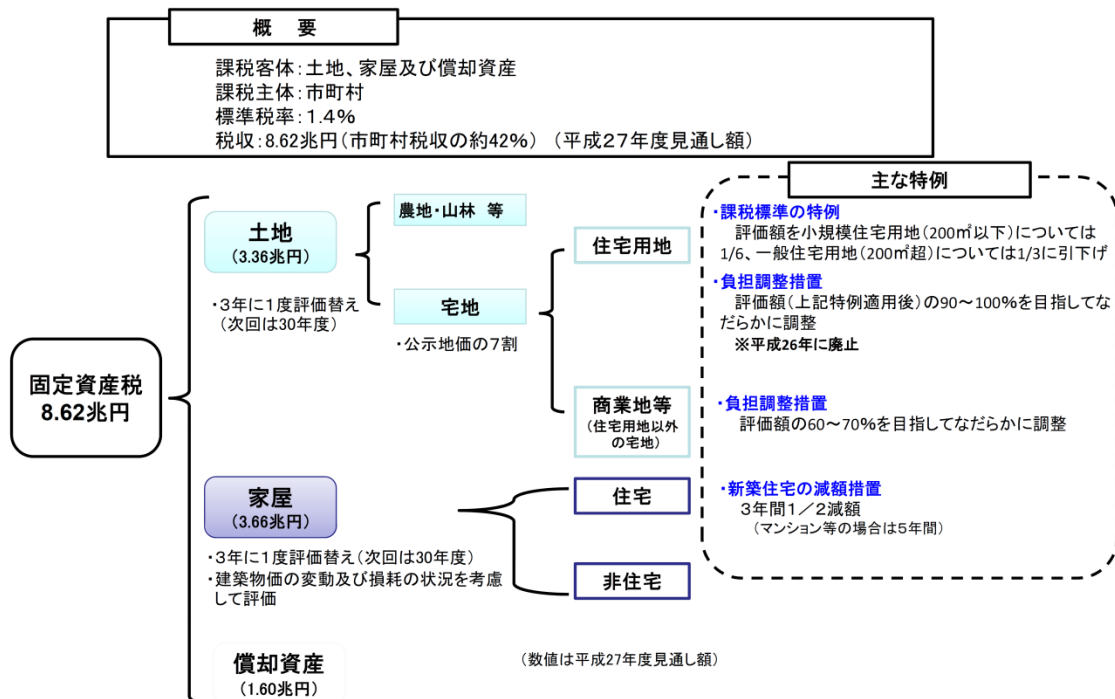 概 要
課税客体：土地、家屋及び償却資産
課税主体：市町村
標準税率：1.4％
税収：8.62兆円（市町村税収の約42％）（平成27年度見通し額）
主な特例
固定資産税
8.62兆円
土地
(3.36兆円)
・3年に1度評価替え
（次回は30年度）
農地・山林 等
宅地
・公示地価の7割
住宅用地
・課税標準の特例
評価額を小規模住宅用地（200㎡以下）については
1/6、一般住宅用地（200㎡超）については1/3に引下げ
・負担調整措置
評価額（上記特例適用後）の90～100%を目指してな
だらかに調整
※平成26年に廃止
商業地等
(住宅用地以外
の宅地)
・負担調整措置
評価額の60～70%を目指してなだらかに調整
家屋
(3.66兆円)
・3年に1度評価替え（次回は30年度）
・建築物価の変動及び損耗の状況を考慮
して評価
住宅
・新築住宅の減額措置
3年間1／2減額
（マンション等の場合は5年間）
非住宅
償却資産
(1.60兆円)
（数値は平成27年度見通し額）